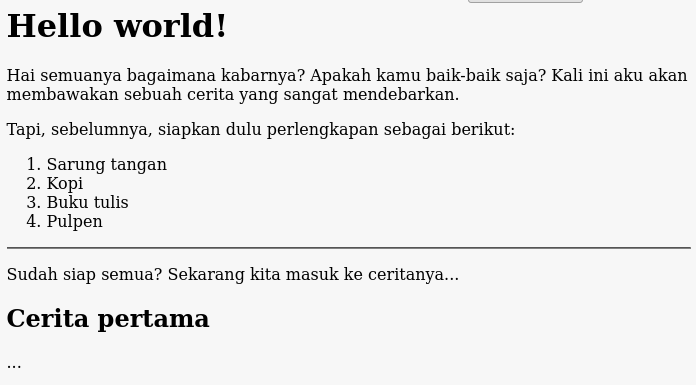 Hello world!
Hai semuanya bagaimana kabarnya? Apakah kamu baik-baik saja? Kali ini aku akan
membawakan sebuah cerita yang sangat mendebarkan.
Tapi, sebelumnya, siapkan dulu perlengkapan sebagai berikut:
1. Sarung tangan
2. Kopi
3. Buku tulis
4. Pulpen
Sudah siap semua? Sekarang kita masuk ke ceritanya...
Cerita pertama
...